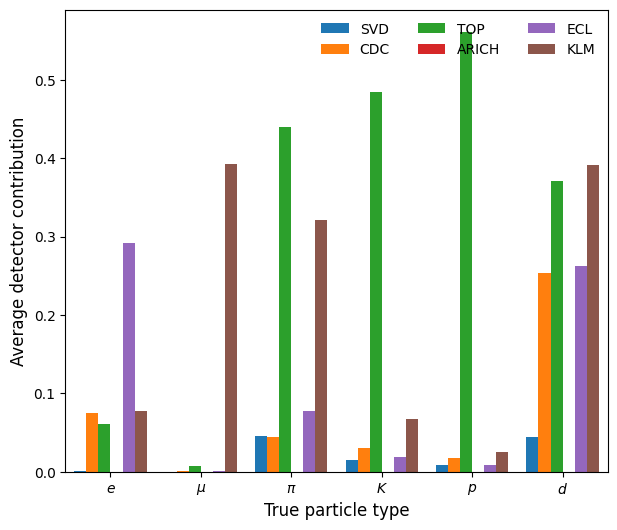 SVD TOP ECL
CDC ARICH KLM
Average detector contribution
0.5
0.4
0.3
0.2
0.1
0.0
e μ π K p d
True particle type